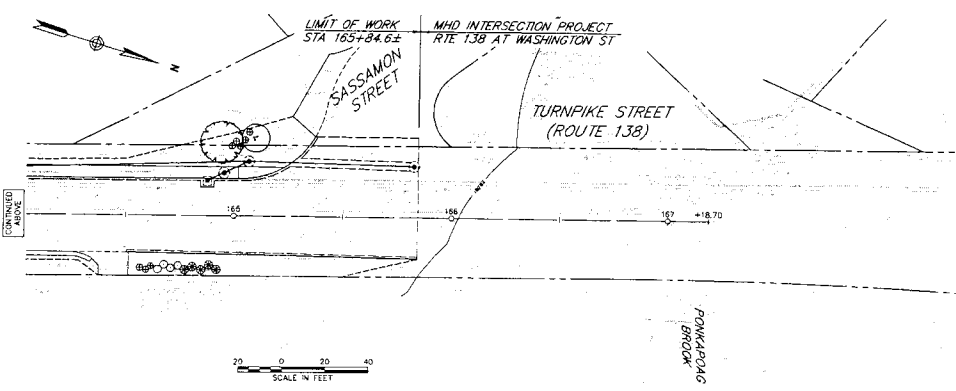 LIMIT OF WORK
STA 165+84.6±
MHD INTERSECTION PROJECT
RTE 138 AT WASHINGTON ST
N
SASSAMON
STREET
TURNPIKE STREET
(ROUTE 138)
CONTINUED
ABOVE
165
166
167
+18.70
PONKAPOAG
BROOK
20 0 20 40
SCALE IN FEET